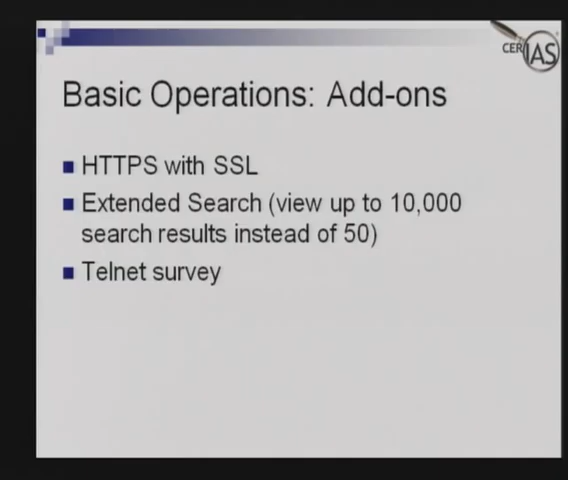 CERIAS
Basic Operations: Add-ons
HTTPS with SSL
Extended Search (view up to 10,000
search results instead of 50)
Telnet survey